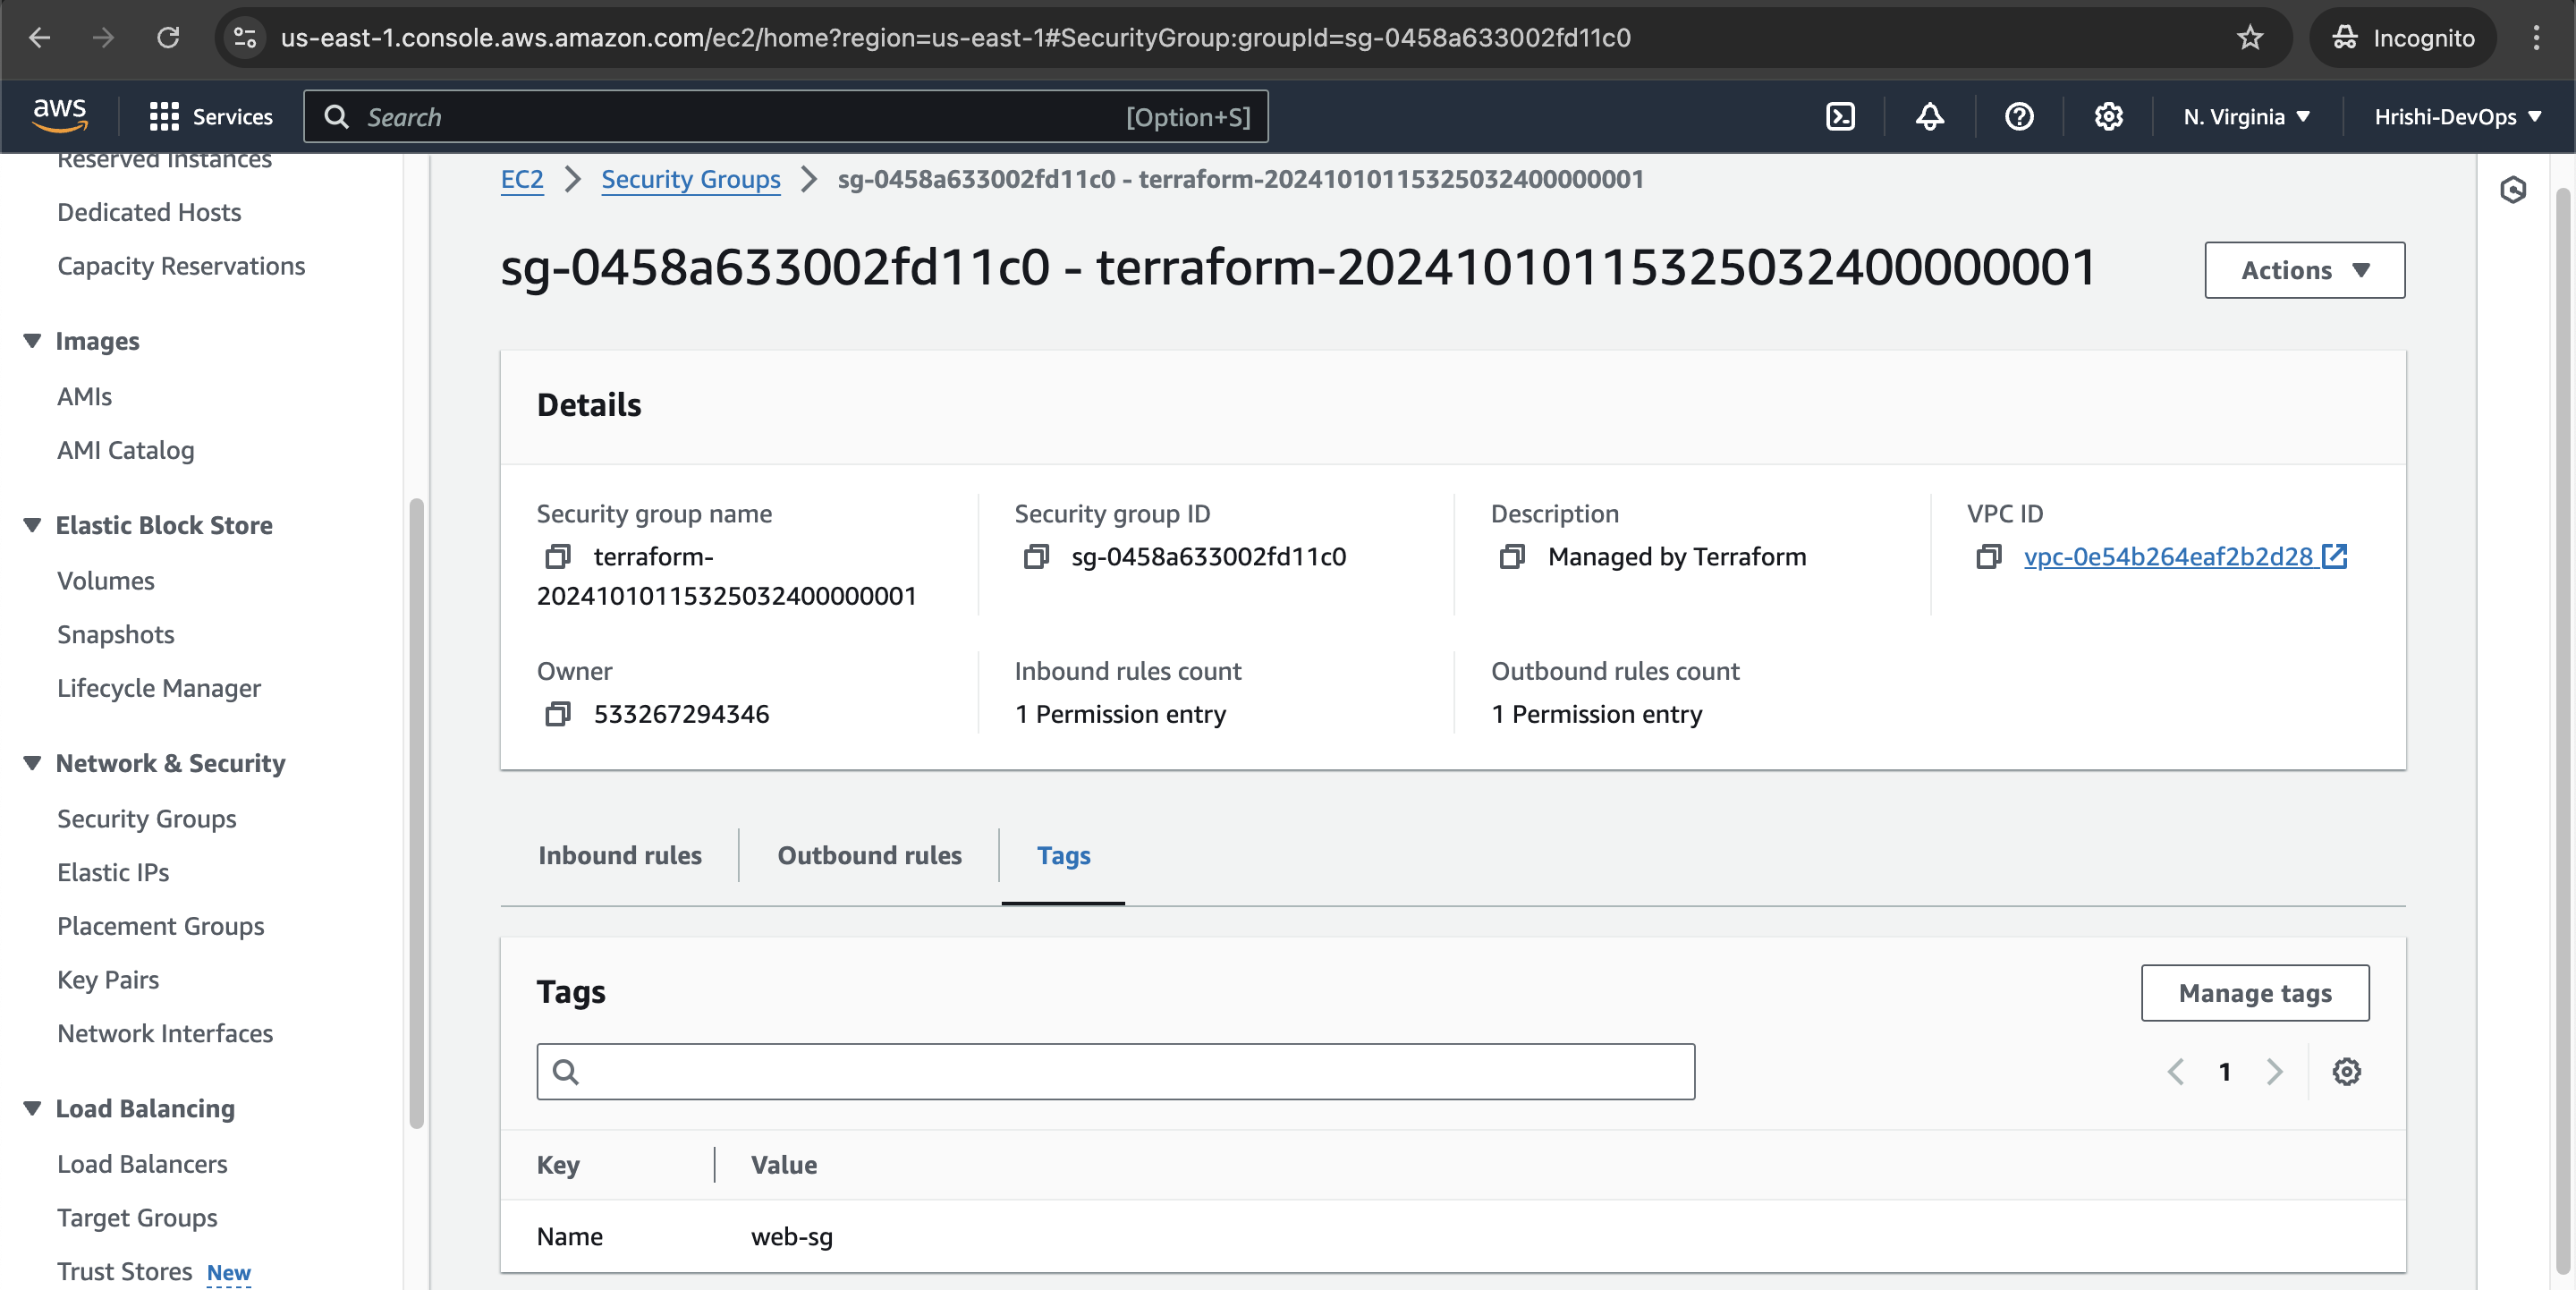 us-east-1.console.aws.amazon.com/ec2/home?region=us-east-1#SecurityGroup:groupId=sg-0458a633002fd11c0
Incognito
aws
Services
Search
[Option+S]
N. Virginia
Hrishi-DevOps
Reserved Instances
Dedicated Hosts
Capacity Reservations
Images
AMIs
AMI Catalog
Elastic Block Store
Volumes
Snapshots
Lifecycle Manager
Network & Security
Security Groups
Elastic IPs
Placement Groups
Key Pairs
Network Interfaces
Load Balancing
Load Balancers
Target Groups
Trust Stores New
EC2 > Security Groups > sg-0458a633002fd11c0 - terraform-20241010115325032400000001
sg-0458a633002fd11c0 - terraform-20241010115325032400000001
Actions
Details
Security group name
terraform-
20241010115325032400000001
Security group ID
sg-0458a633002fd11c0
Description
Managed by Terraform
VPC ID
vpc-0e54b264eaf2b2d28
Owner
533267294346
Inbound rules count
1 Permission entry
Outbound rules count
1 Permission entry
Inbound rules
Outbound rules
Tags
Tags
Manage tags
1
Key
Value
Name
web-sg